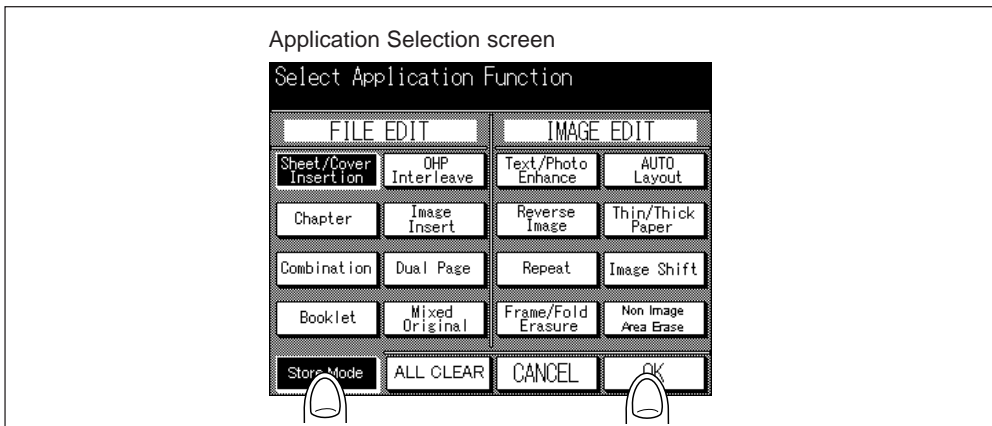 Application Selection screen
Select Application Function
FILE EDIT IMAGE EDIT
Sheet/Cover
Insertion
OHP
Interleave
Text/Photo
Enhance
AUTO
Layout
Chapter
Image
Insert
Reverse
Image
Thin/Thick
Paper
Combination
Dual Page
Repeat
Image Shift
Booklet
Mixed
Original
Frame/Fold
Erasure
Non Image
Area Erase
Store Mode
ALL CLEAR
CANCEL
OK